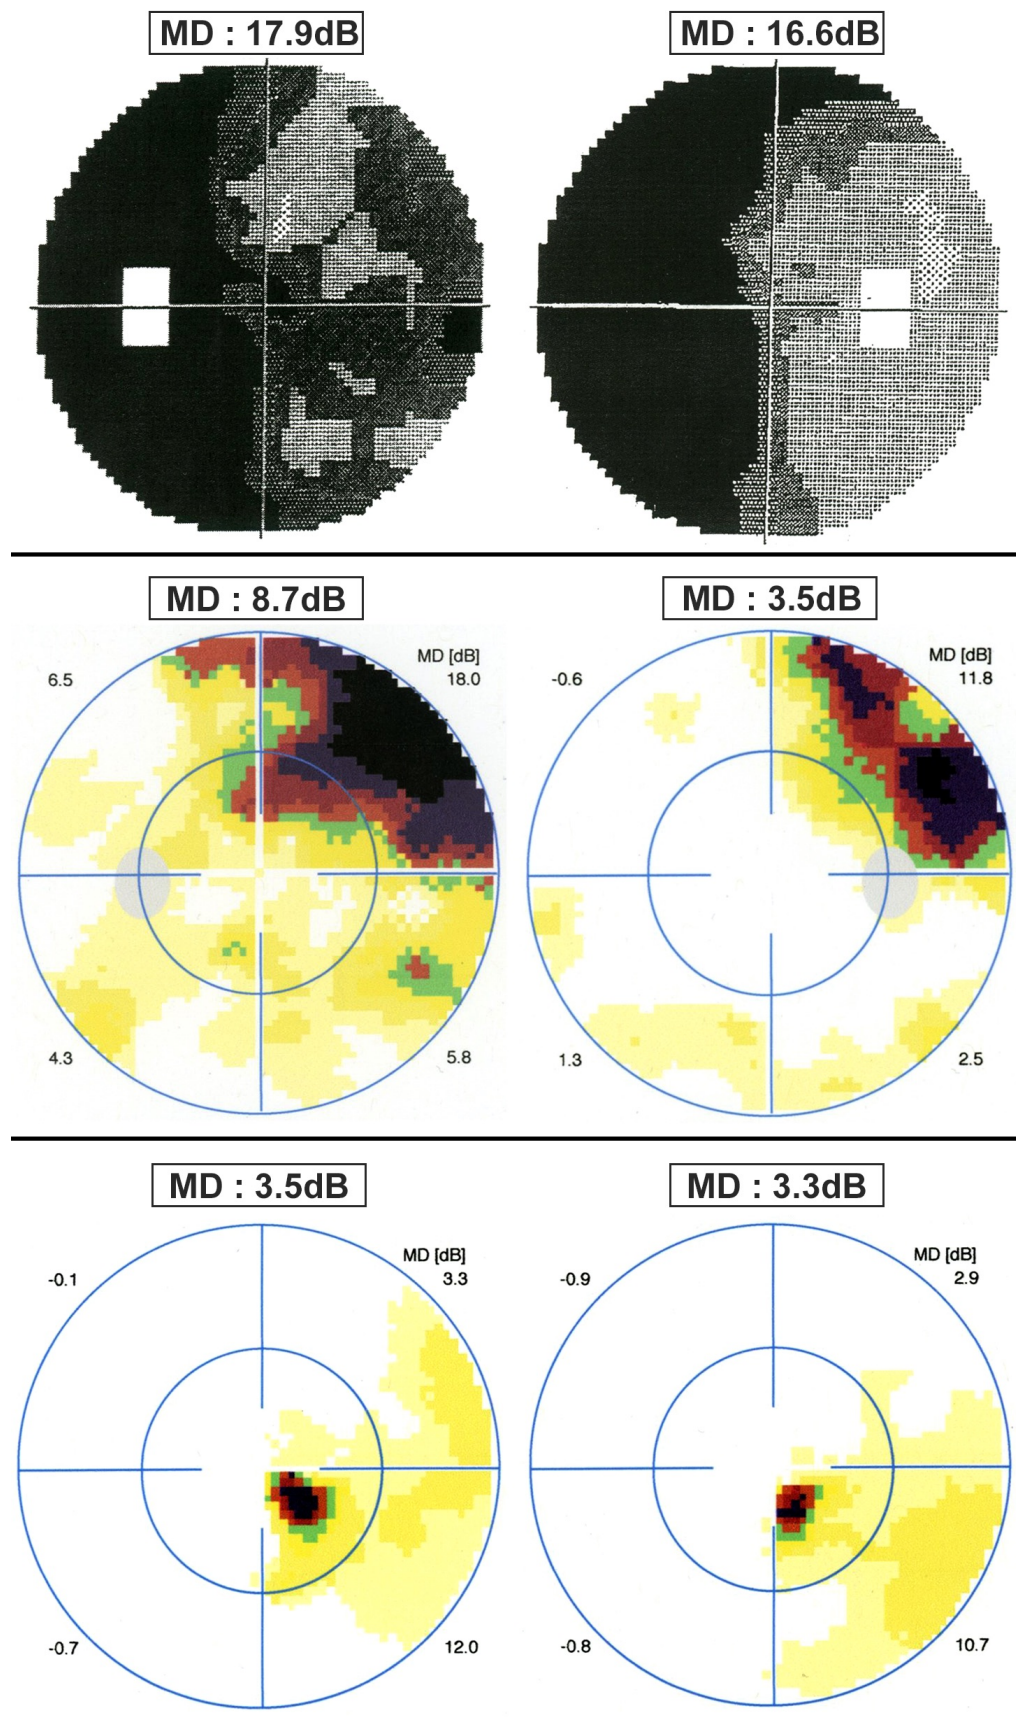 MD : 17.9dB
MD : 16.6dB
MD : 8.7dB
MD : 3.5dB
6.5
MD [dB]
18.0
-0.6
MD [dB]
11.8
4.3
5.8
1.3
2.5
MD : 3.5dB
MD : 3.3dB
-0.1
MD [dB]
3.3
-0.9
MD [dB]
2.9
-0.7
12.0
-0.8
10.7